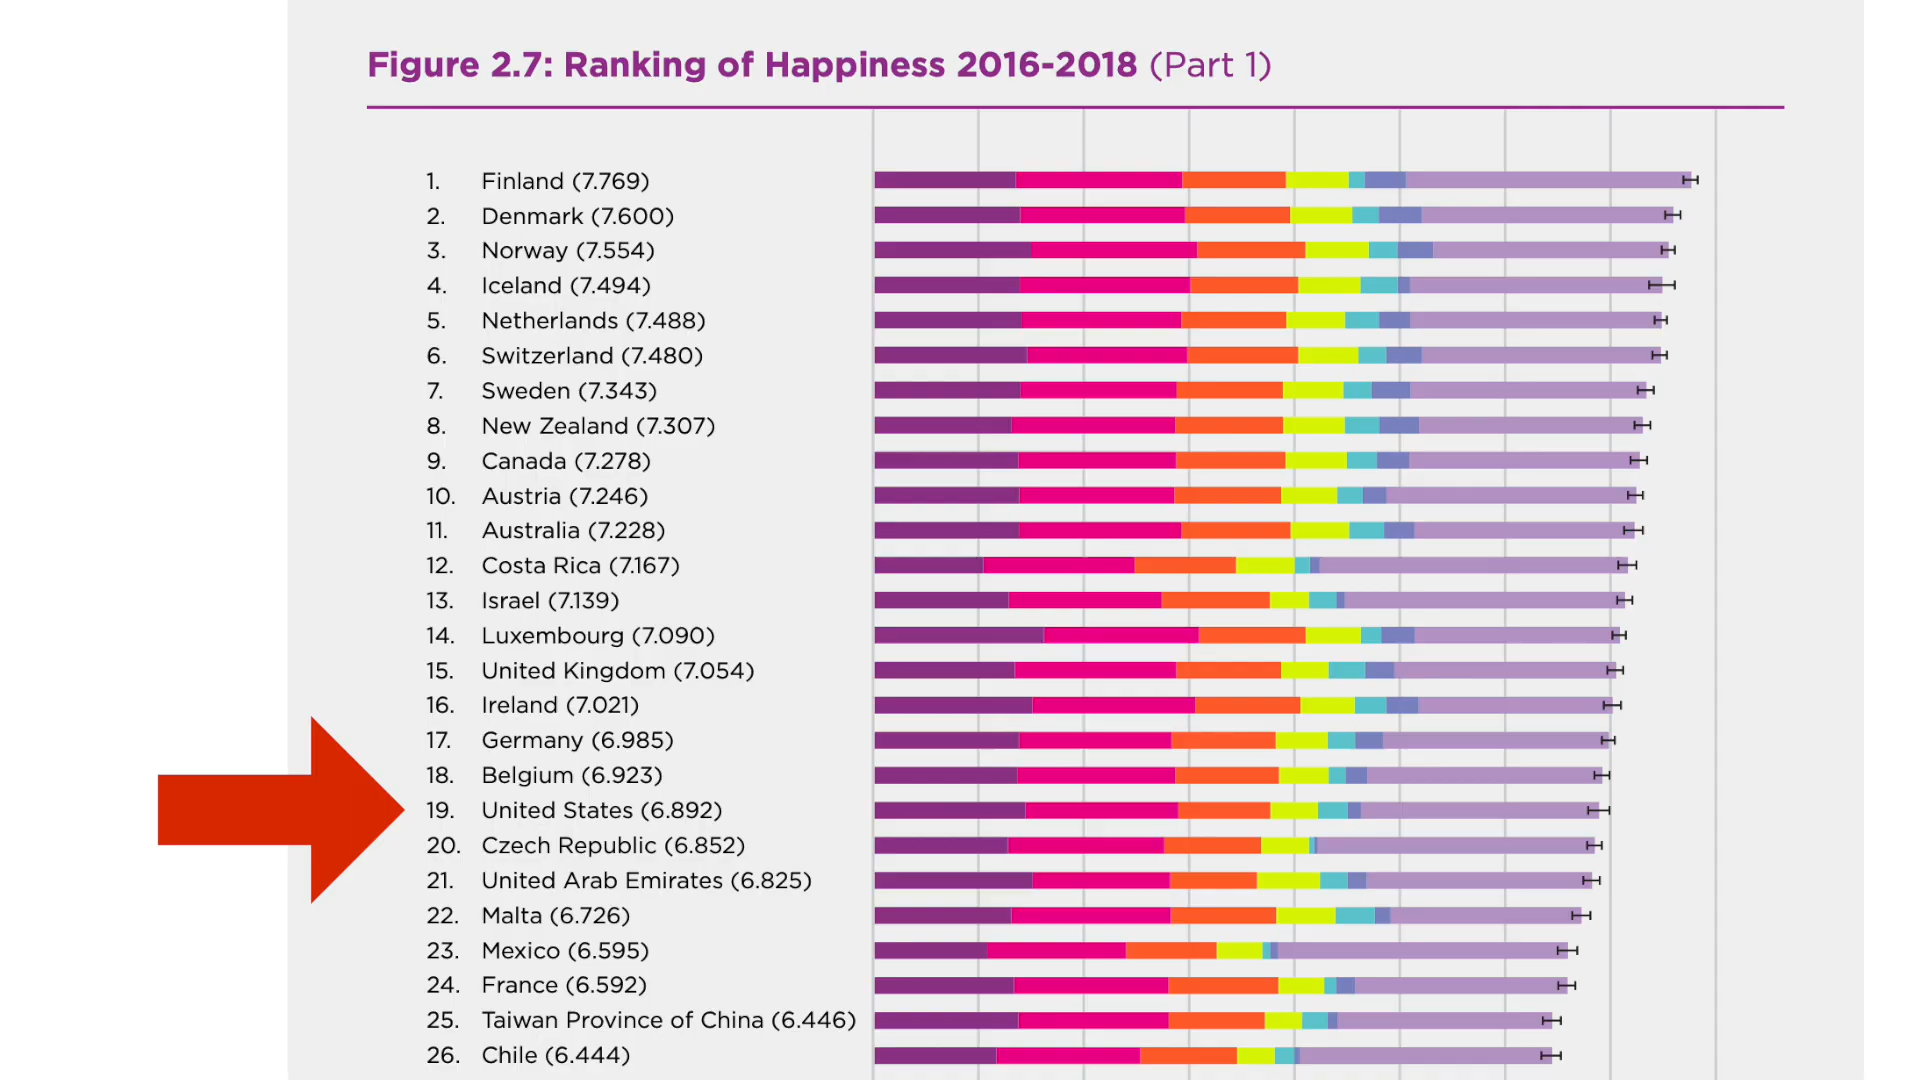 Figure 2.7: Ranking of Happiness 2016-2018 (Part 1)
1. Finland (7.769)
2. Denmark (7.600)
3. Norway (7.554)
4. Iceland (7.494)
5. Netherlands (7.488)
6. Switzerland (7.480)
7. Sweden (7.343)
8. New Zealand (7.307)
9. Canada (7.278)
10. Austria (7.246)
11. Australia (7.228)
12. Costa Rica (7.167)
13. Israel (7.139)
14. Luxembourg (7.090)
15. United Kingdom (7.054)
16. Ireland (7.021)
17. Germany (6.985)
18. Belgium (6.923)
19. United States (6.892)
20. Czech Republic (6.852)
21. United Arab Emirates (6.825)
22. Malta (6.726)
23. Mexico (6.595)
24. France (6.592)
25. Taiwan Province of China (6.446)
26. Chile (6.444)